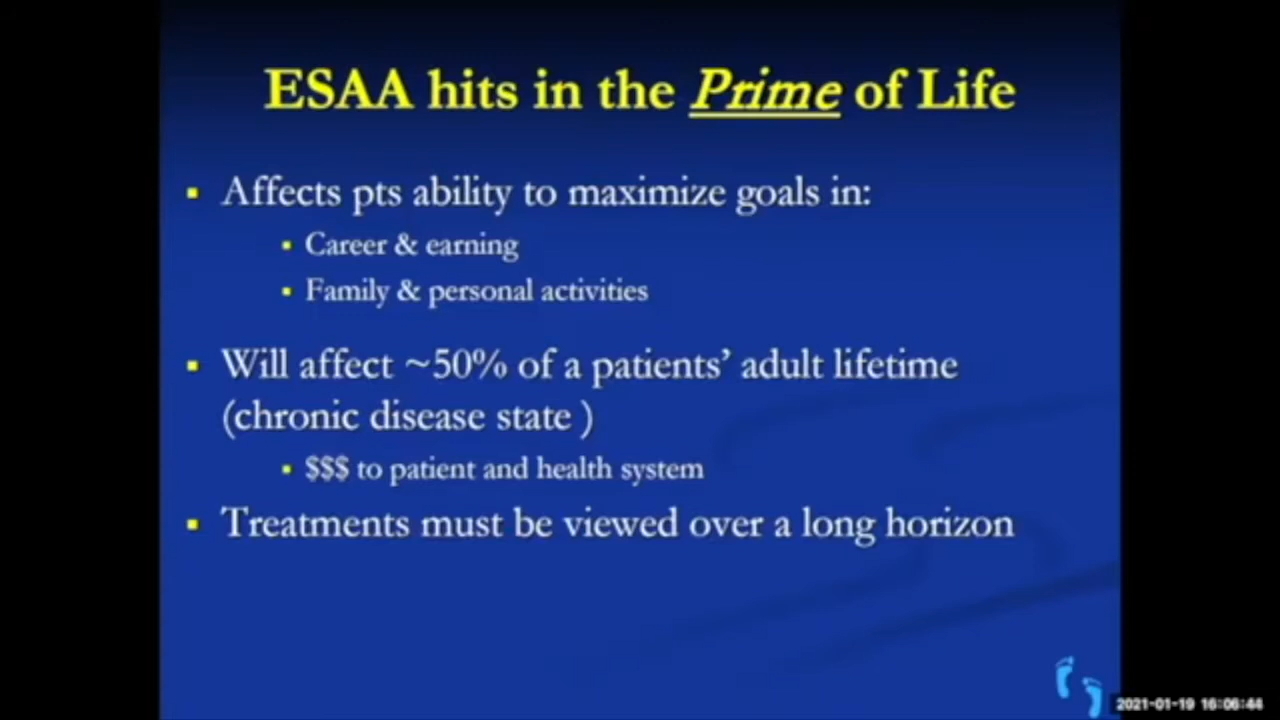 ESAA hits in the Prime of Life
▪ Affects pts ability to maximize goals in:
▪ Career & earning
▪ Family & personal activities
▪ Will affect ~50% of a patients’ adult lifetime
(chronic disease state )
▪ $$$ to patient and health system
▪ Treatments must be viewed over a long horizon
2021-01-19 16:06:44